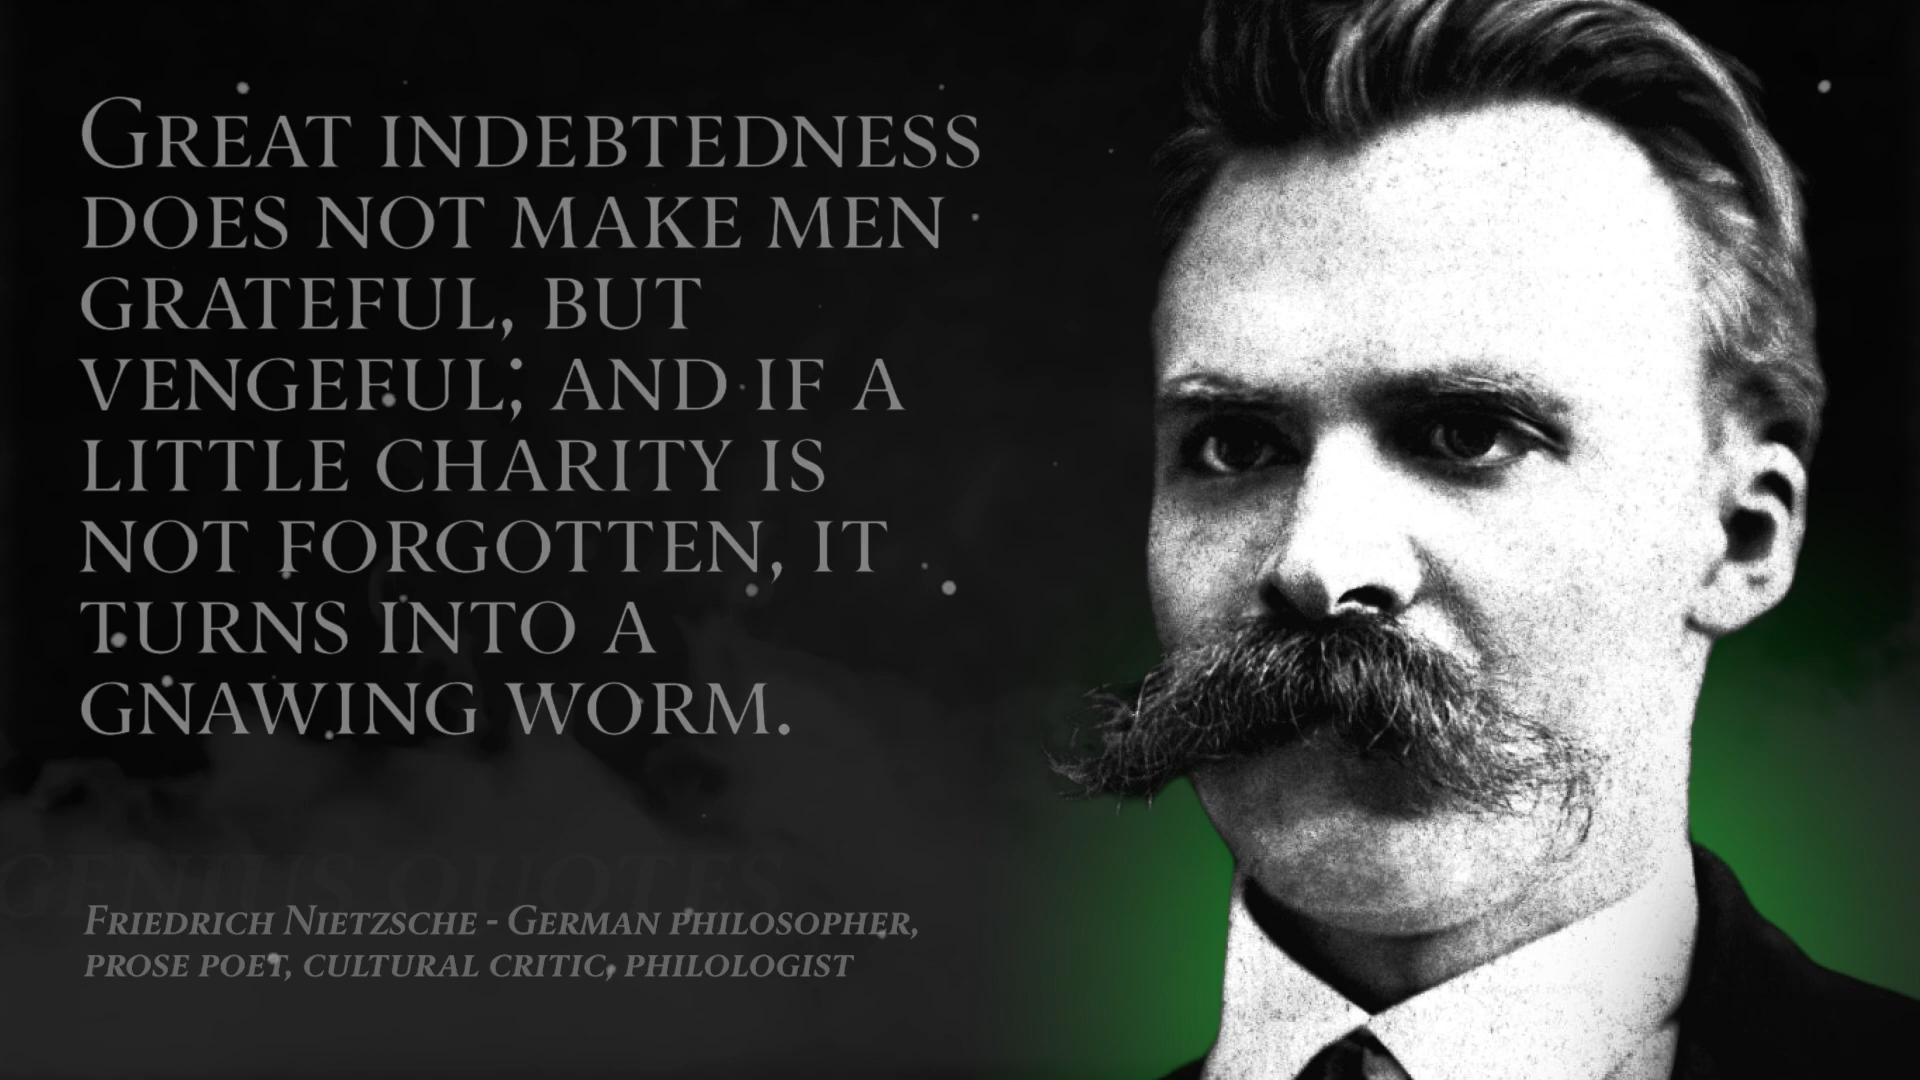 Great indebtedness
does not make men
grateful, but
vengeful; and if a
little charity is
not forgotten, it
turns into a
gnawing worm.
GENIUS QUOTES
Friedrich Nietzsche - German philosopher,
prose poet, cultural critic, philologist